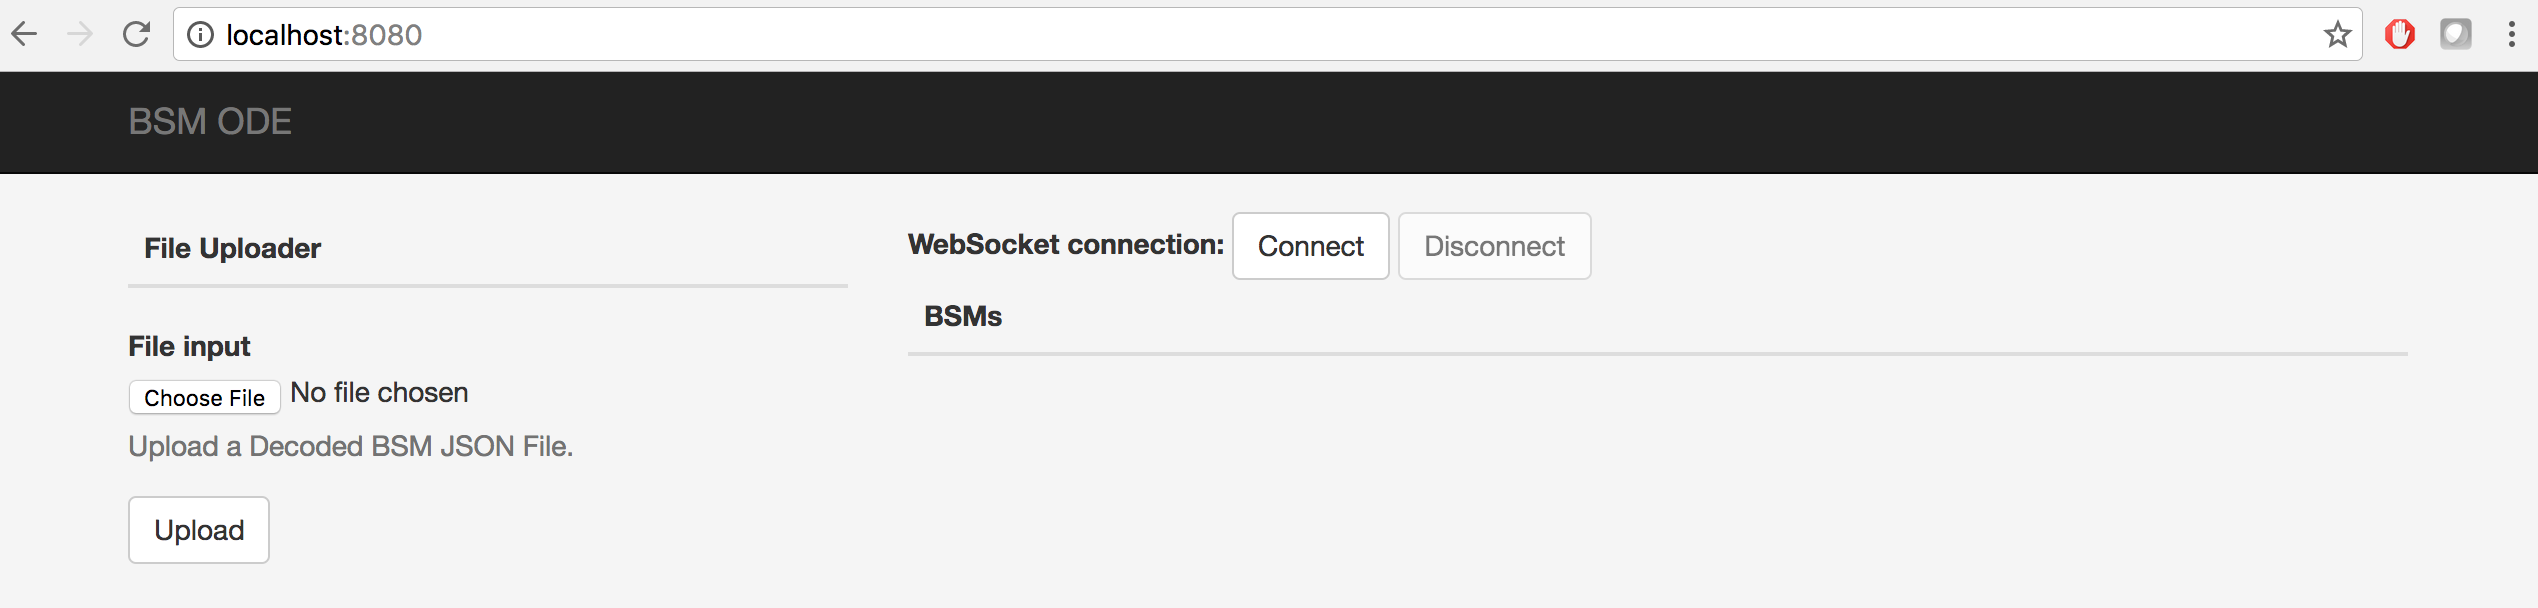 localhost:8080
BSM ODE
File Uploader
File input
Choose File No file chosen
Upload a Decoded BSM JSON File.
Upload
WebSocket connection: Connect Disconnect
BSMs